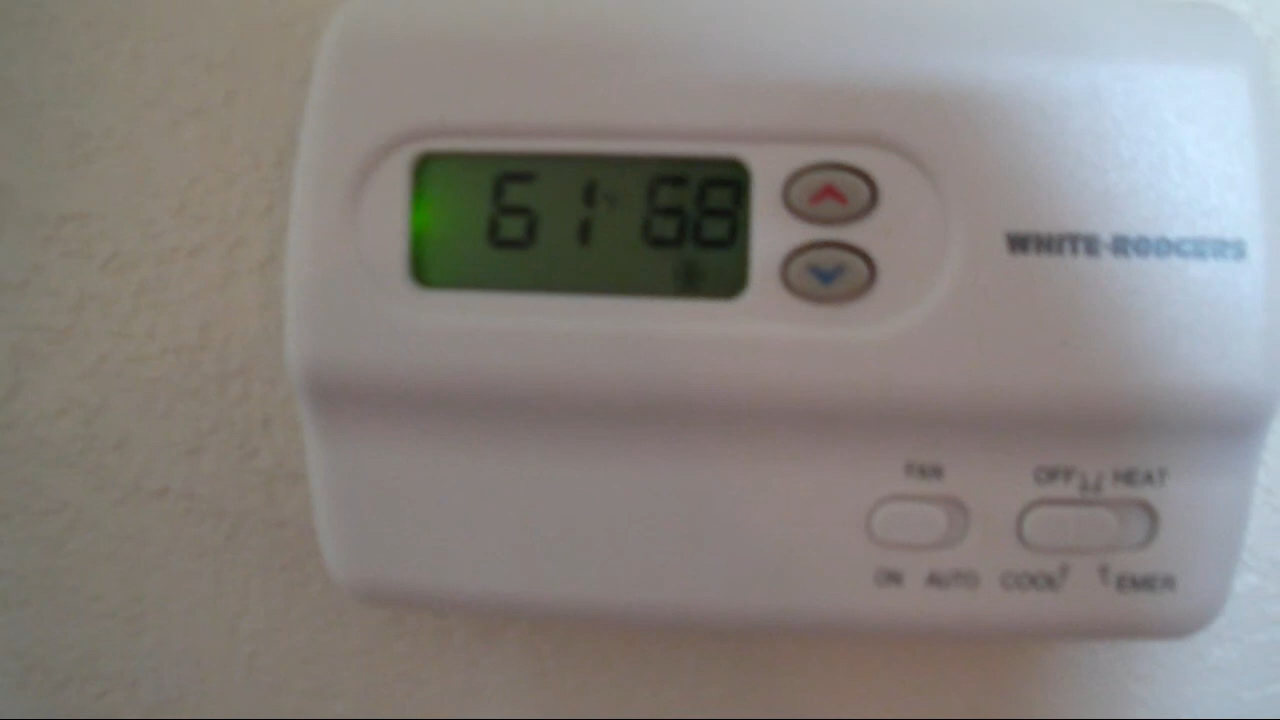 61° 68
WHITE-RODGERS
FAN
OFF HEAT
ON AUTO COOL EMER